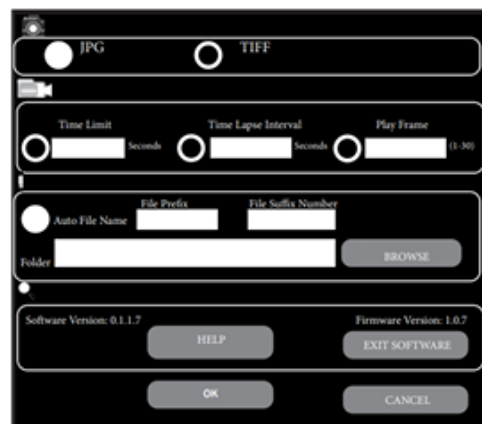 JPG TIFF
Time Limit Time Lapse Interval Play Frame
Seconds Seconds (1-30)
File Prefix File Suffix Number
Auto File Name
Folder BROWSE
Software Version: 0.1.1.7 Firmware Version: 1.0.7
HELP EXIT SOFTWARE
OK CANCEL